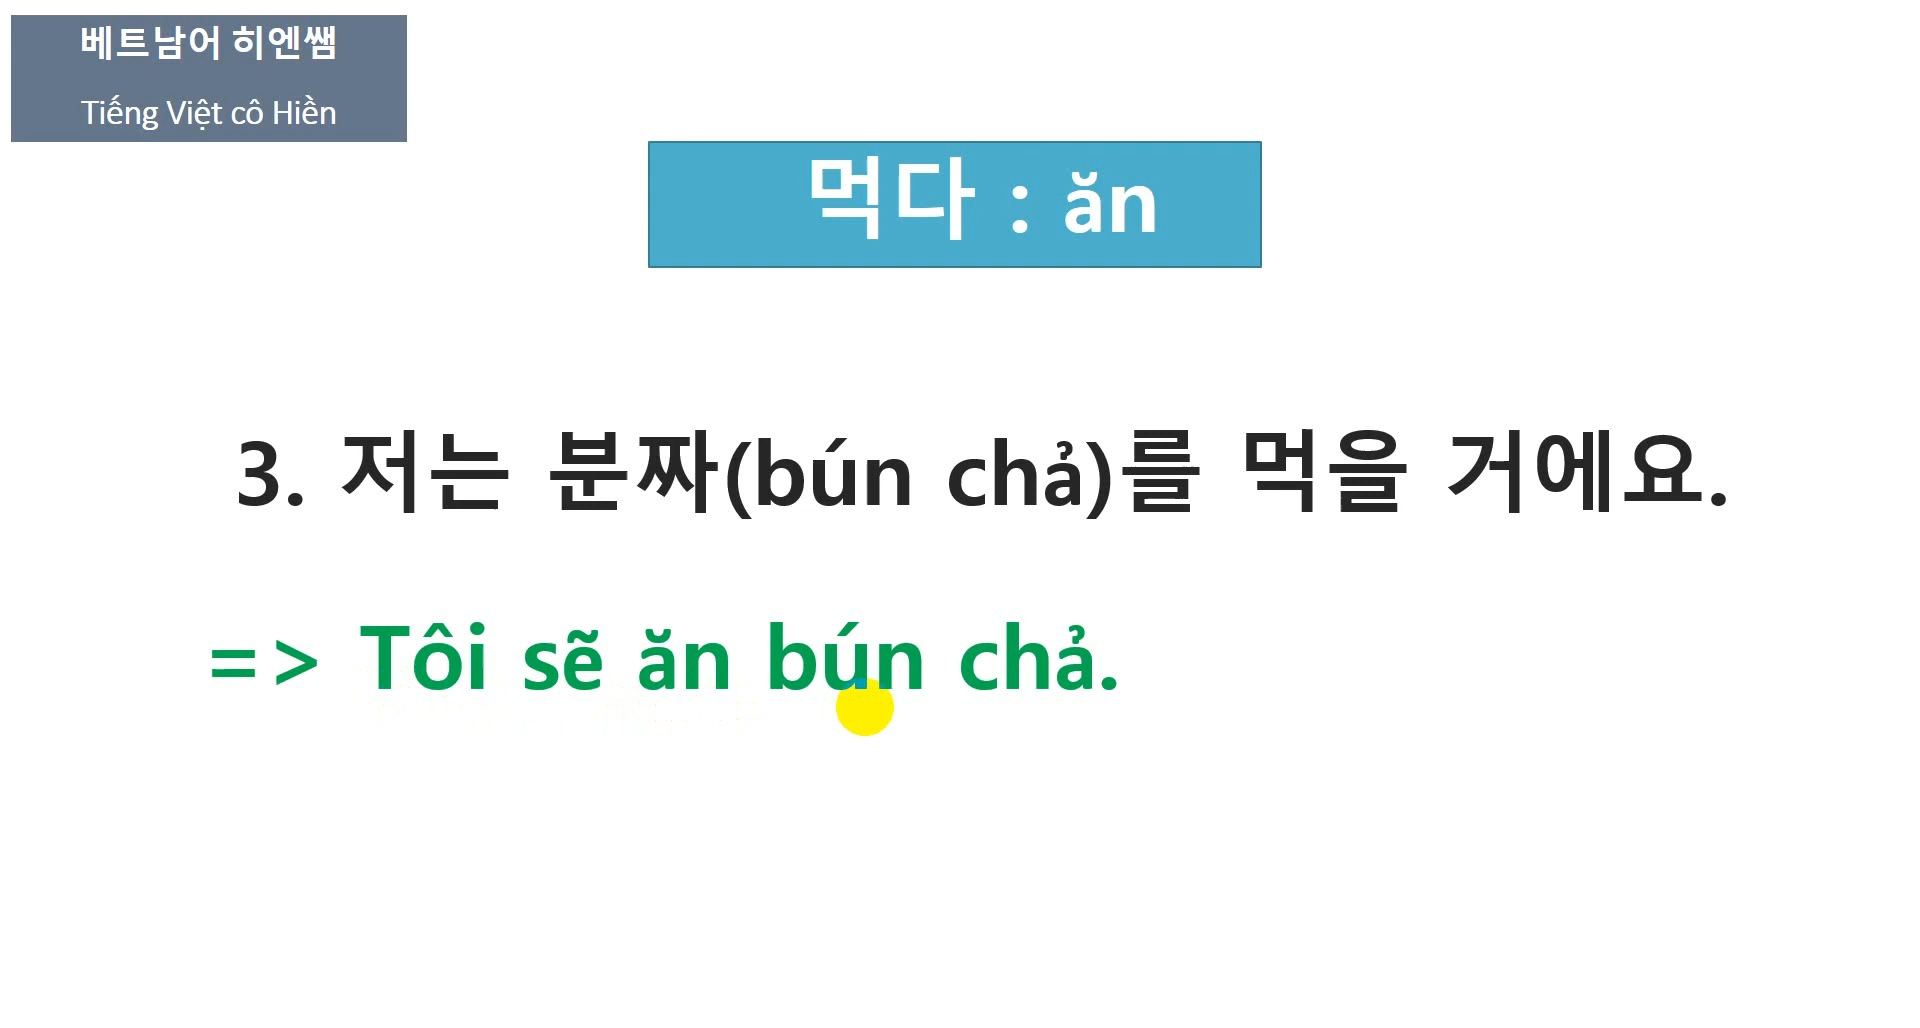 베트남어 히엔쌤
Tiếng Việt cô Hiền
먹다 : ăn
3. 저는 분짜(bún chả)를 먹을 거에요.
=> Tôi sẽ ăn bún chả.